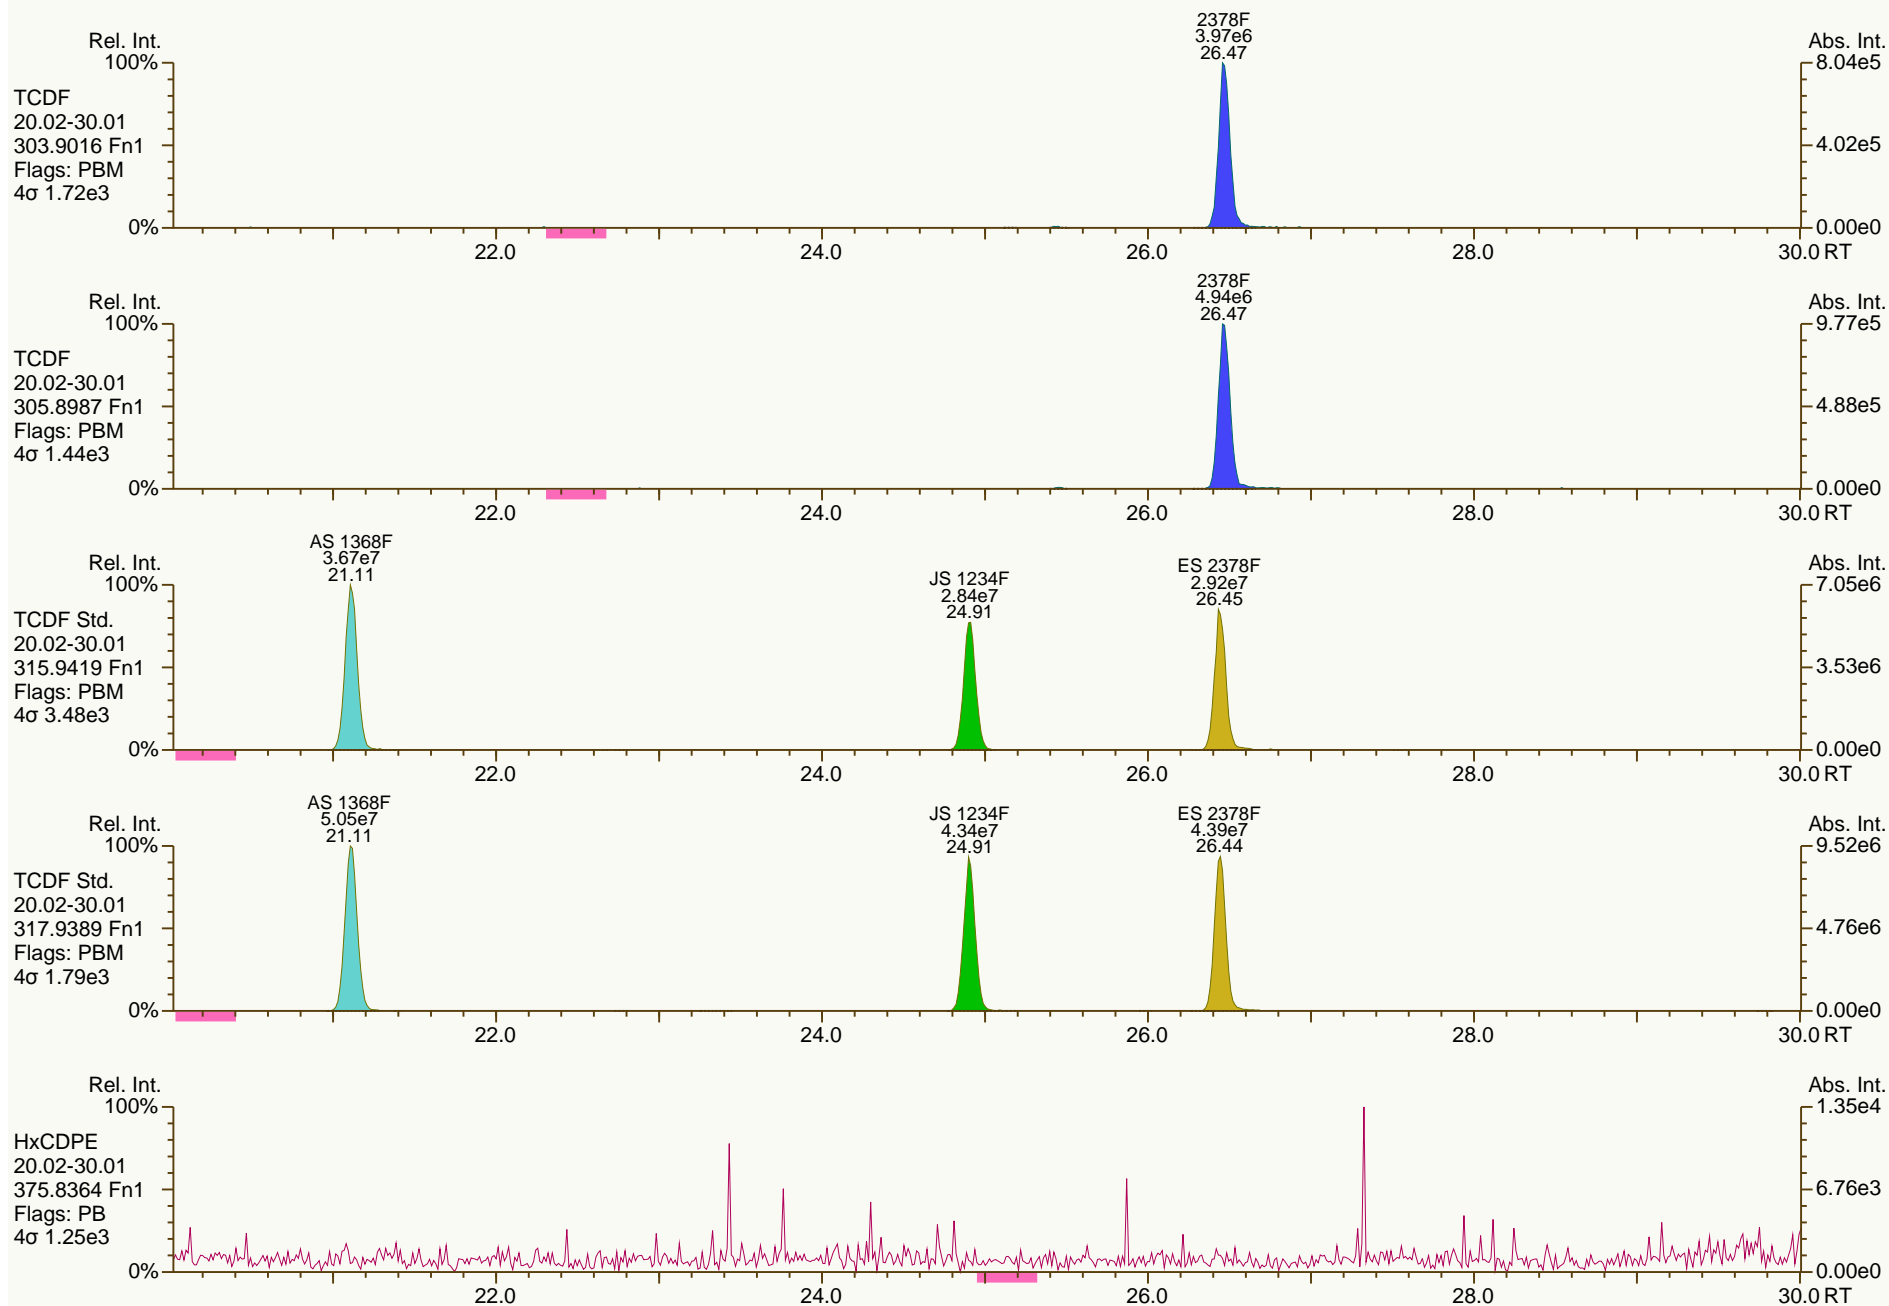 2378F
3.97e6
26.47
Rel. Int.
Abs. Int.
100%
8.04e5
TCDF
20.02-30.01
303.9016 Fn1
4.02e5
Flags: PBM
4σ 1.72e3
0%
0.00e0
22.0
24.0
26.0
28.0
30.0 RT
2378F
4.94e6
26.47
Rel. Int.
Abs. Int.
100%
9.77e5
TCDF
20.02-30.01
305.8987 Fn1
4.88e5
Flags: PBM
4σ 1.44e3
0%
0.00e0
22.0
24.0
26.0
28.0
30.0 RT
AS 1368F
3.67e7
21.11
JS 1234F
2.84e7
24.91
ES 2378F
2.92e7
26.45
Rel. Int.
Abs. Int.
100%
7.05e6
TCDF Std.
20.02-30.01
315.9419 Fn1
3.53e6
Flags: PBM
4σ 3.48e3
0%
0.00e0
22.0
24.0
26.0
28.0
30.0 RT
AS 1368F
5.05e7
21.11
JS 1234F
4.34e7
24.91
ES 2378F
4.39e7
26.44
Rel. Int.
Abs. Int.
100%
9.52e6
TCDF Std.
20.02-30.01
317.9389 Fn1
4.76e6
Flags: PBM
4σ 1.79e3
0%
0.00e0
22.0
24.0
26.0
28.0
30.0 RT
Rel. Int.
Abs. Int.
100%
1.35e4
HxCDPE
20.02-30.01
375.8364 Fn1
6.76e3
Flags: PB
4σ 1.25e3
0%
0.00e0
22.0
24.0
26.0
28.0
30.0 RT